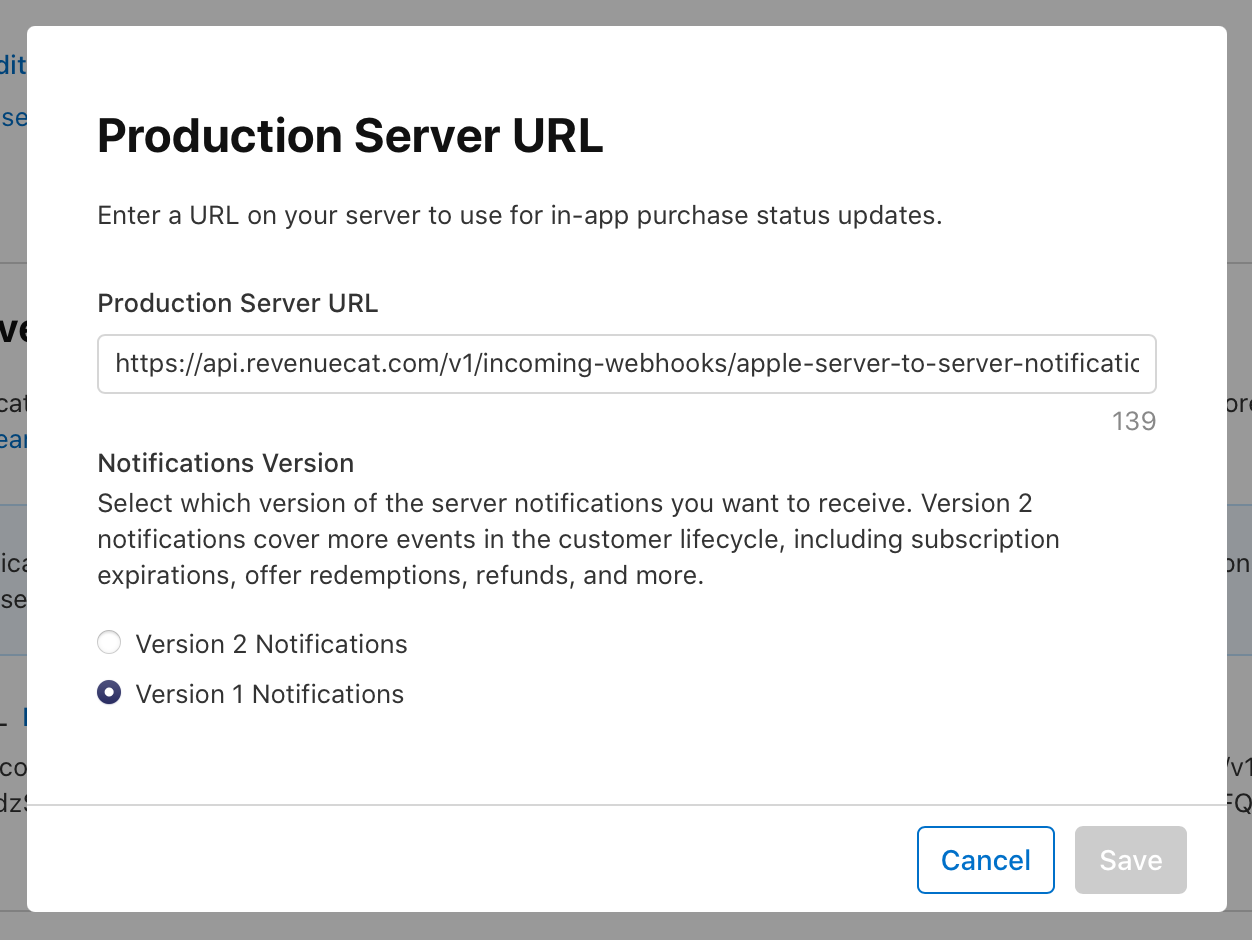 Production Server URL
Enter a URL on your server to use for in-app purchase status updates.
Production Server URL
https://api.revenuecat.com/v1/incoming-webhooks/apple-server-to-server-notificatic
139
Notifications Version
Select which version of the server notifications you want to receive. Version 2
notifications cover more events in the customer lifecycle, including subscription
expirations, offer redemptions, refunds, and more.
Version 2 Notifications
Version 1 Notifications
Cancel
Save